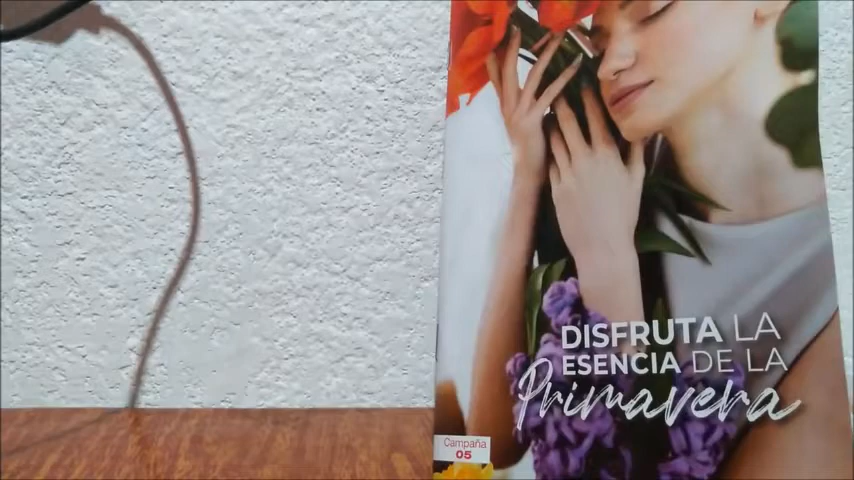 DISFRUTA LA
ESENCIA DE LA
Primavera
Campaña
05